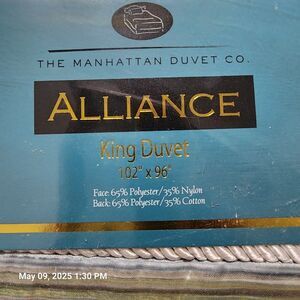 THE MANHATTAN DUVET CO.
ALLIANCE
King Duvet
102" x 96"
Face: 65% Polyester/35% Nylon
Back: 65% Polyester/35% Cotton
May 09, 2025 1:30 PM